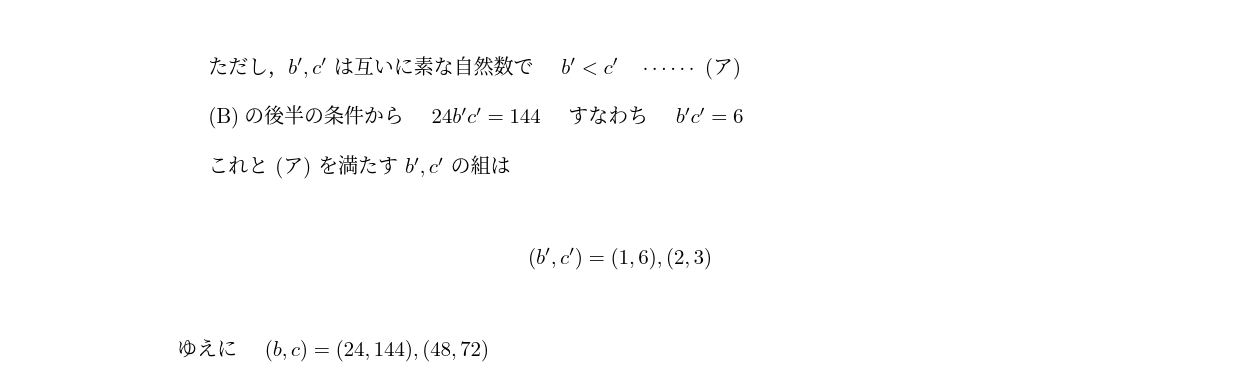 ただし，b′, c′ は互いに素な自然数で　b′ < c′　⋯⋯ (ア)
(B) の後半の条件から　24b′c′ = 144　すなわち　b′c′ = 6
これと (ア) を満たす b′, c′ の組は
(b′, c′) = (1, 6), (2, 3)
ゆえに　(b, c) = (24, 144), (48, 72)